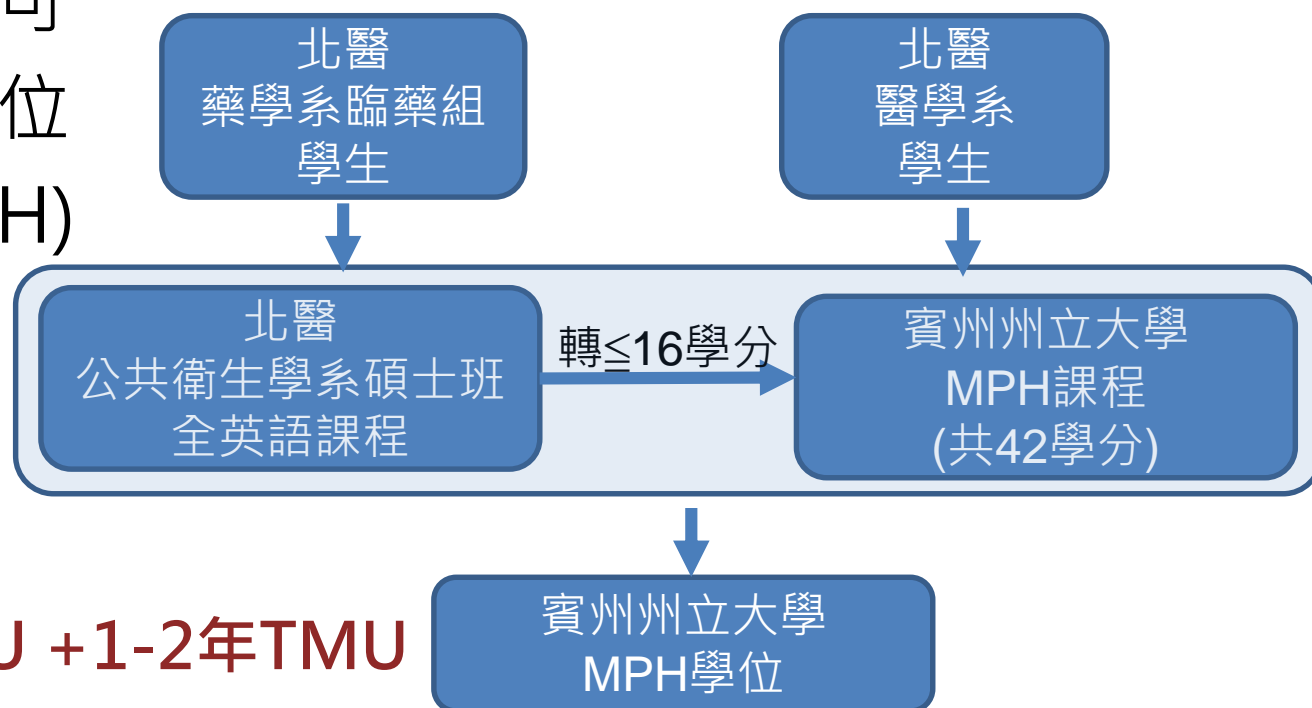 可
位
H)
北醫
藥學系臨藥組
學生
北醫
醫學系
學生
北醫
公共衛生學系碩士班
全英語課程
轉≦16學分
賓州州立大學
MPH課程
(共42學分)
U +1-2年TMU
賓州州立大學
MPH學位